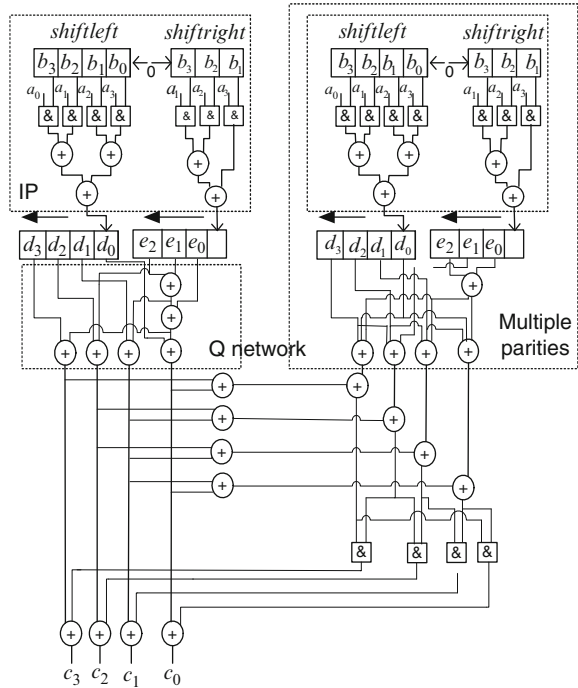 shiftleft shiftright shiftleft shiftright
b₃ b₂ b₁ b₀ 0 b₃ b₂ b₁ b₃ b₂ b₁ b₀ 0 b₃ b₂ b₁
a₀ a₁ a₂ a₃ a₁ a₂ a₃ a₀ a₁ a₂ a₃ a₁ a₂ a₃
& & & & & & & & & & & & & &
+ + + + + +
+ + + +
IP
d₃ d₂ d₁ d₀ e₂ e₁ e₀ d₃ d₂ d₁ d₀ e₂ e₁ e₀
+ +
+
Multiple
parities
+ + + + + + + +
Q network
+ +
+ +
+ +
+ +
& & & &
+ + + +
c₃ c₂ c₁ c₀